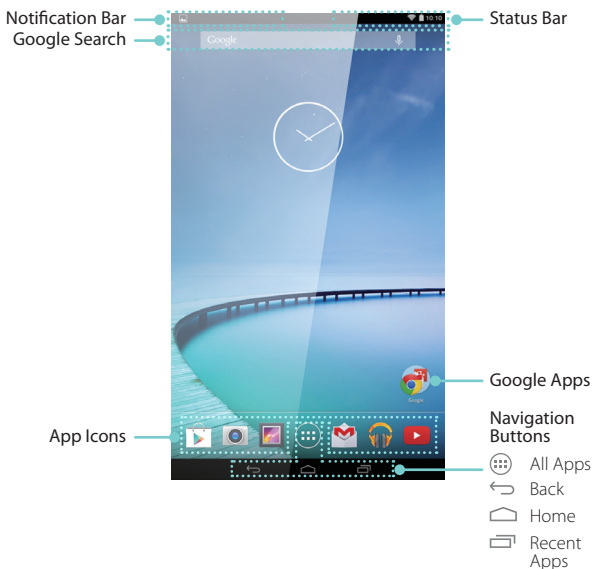 Notification Bar
Google Search
Status Bar
10:10
Google
Google
Google Apps
App Icons
Navigation
Buttons
All Apps
Back
Home
Recent
Apps